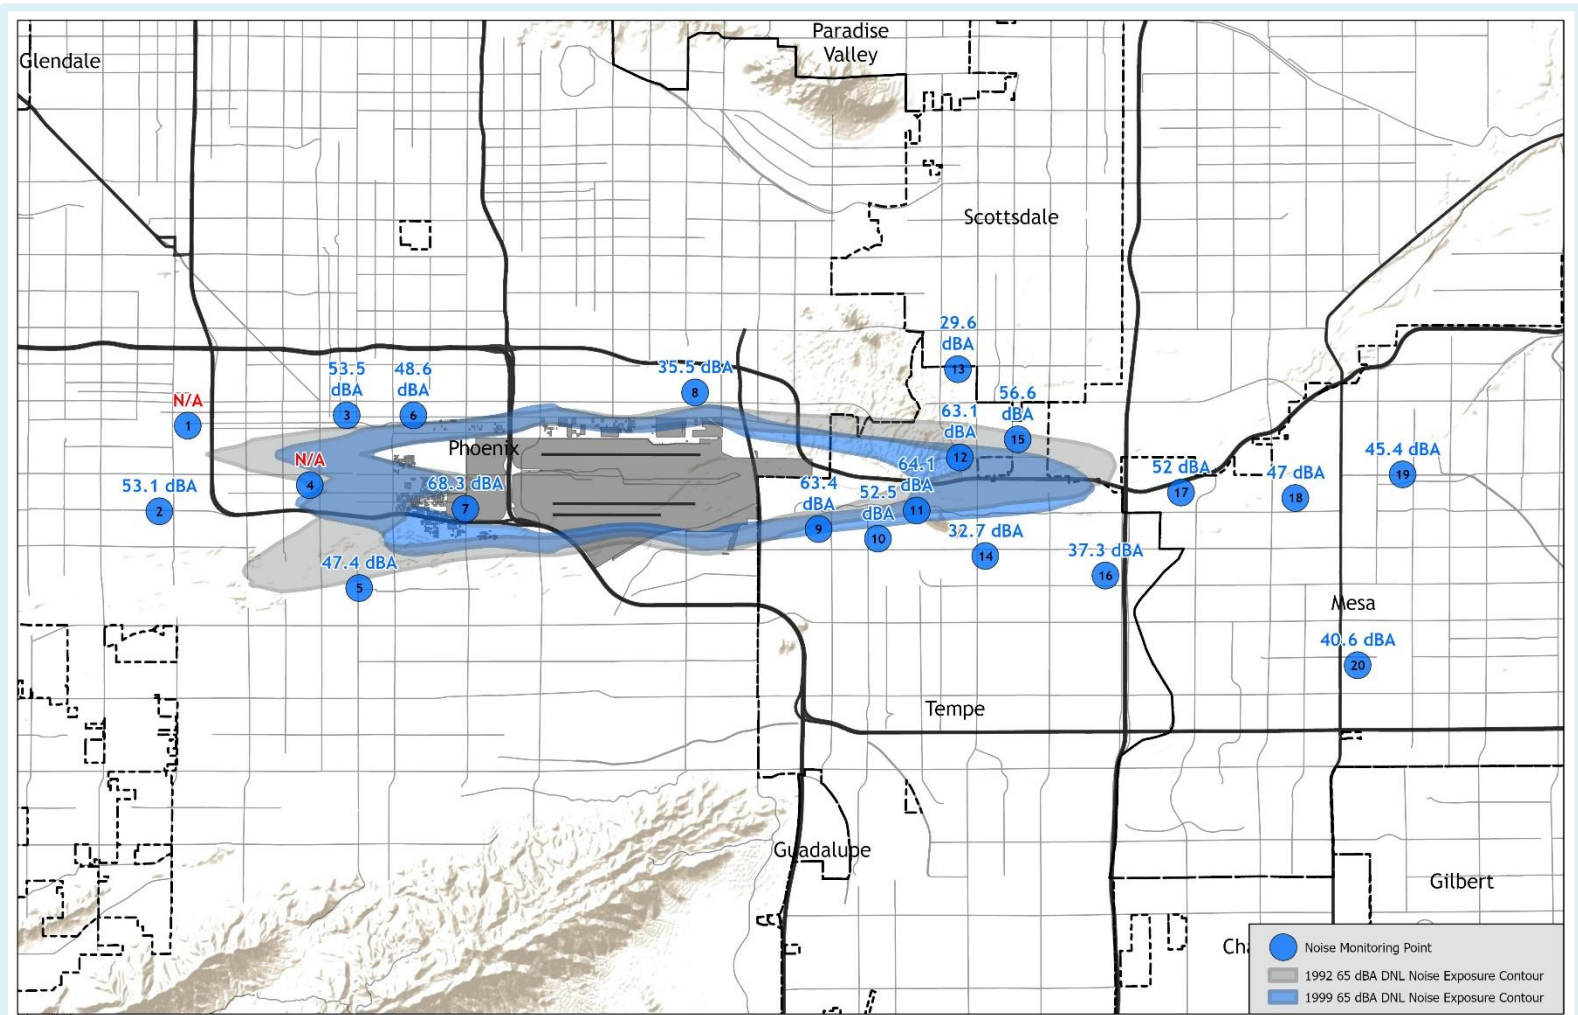 Paradise
Valley
Glendale
Scottsdale
29.6
dBA
13
53.5
dBA
3
48.6
dBA
6
35.5 dBA
8
N/A
1
56.6
dBA
15
63.1
dBA
12
Phoenix
N/A
4
53.1 dBA
2
68.3 dBA
7
63.4
dBA
9
52.5
dBA
10
64.1
dBA
11
52 dBA
17
47 dBA
18
45.4 dBA
19
32.7 dBA
14
37.3 dBA
16
47.4 dBA
5
Mesa
40.6 dBA
20
Tempe
Guadalupe
Gilbert
Cha
Noise Monitoring Point
1992 65 dBA DNL Noise Exposure Contour
1999 65 dBA DNL Noise Exposure Contour